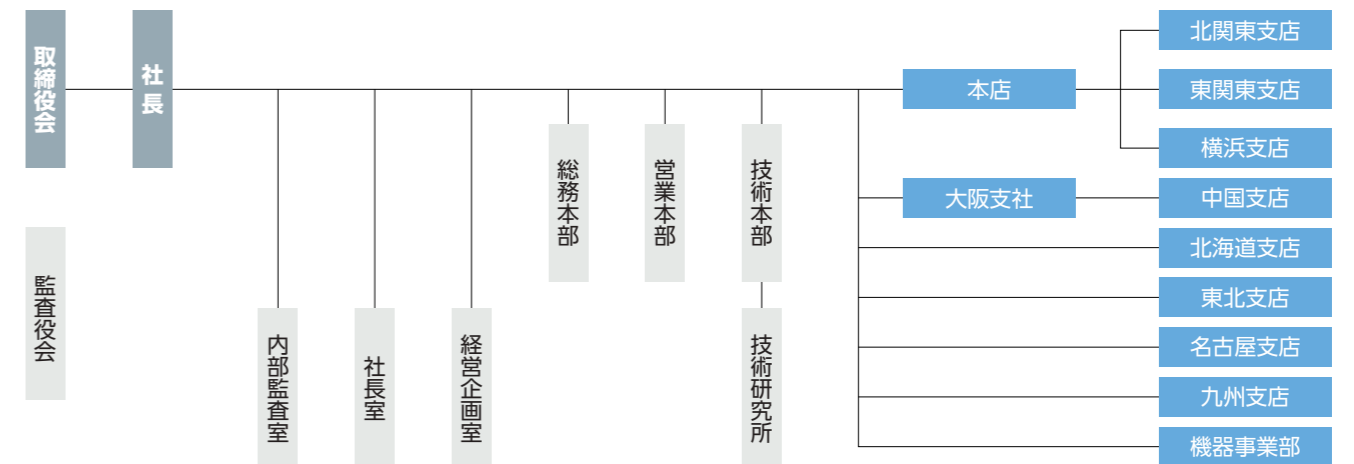 取締役会
社長
監査役会
内部監査室
社長室
経営企画室
総務本部
営業本部
技術本部
技術研究所
本店
北関東支店
東関東支店
横浜支店
大阪支社
中国支店
北海道支店
東北支店
名古屋支店
九州支店
機器事業部